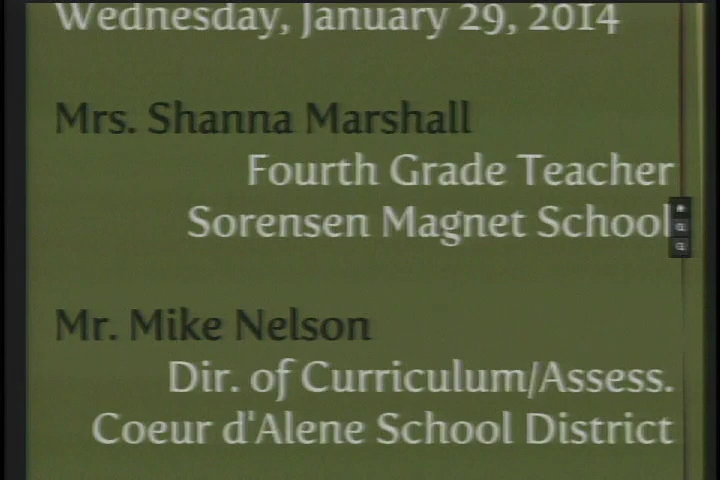 Wednesday, January 29, 2014
Mrs. Shanna Marshall
Fourth Grade Teacher
Sorensen Magnet School
Mr. Mike Nelson
Dir. of Curriculum/Assess.
Coeur d'Alene School District